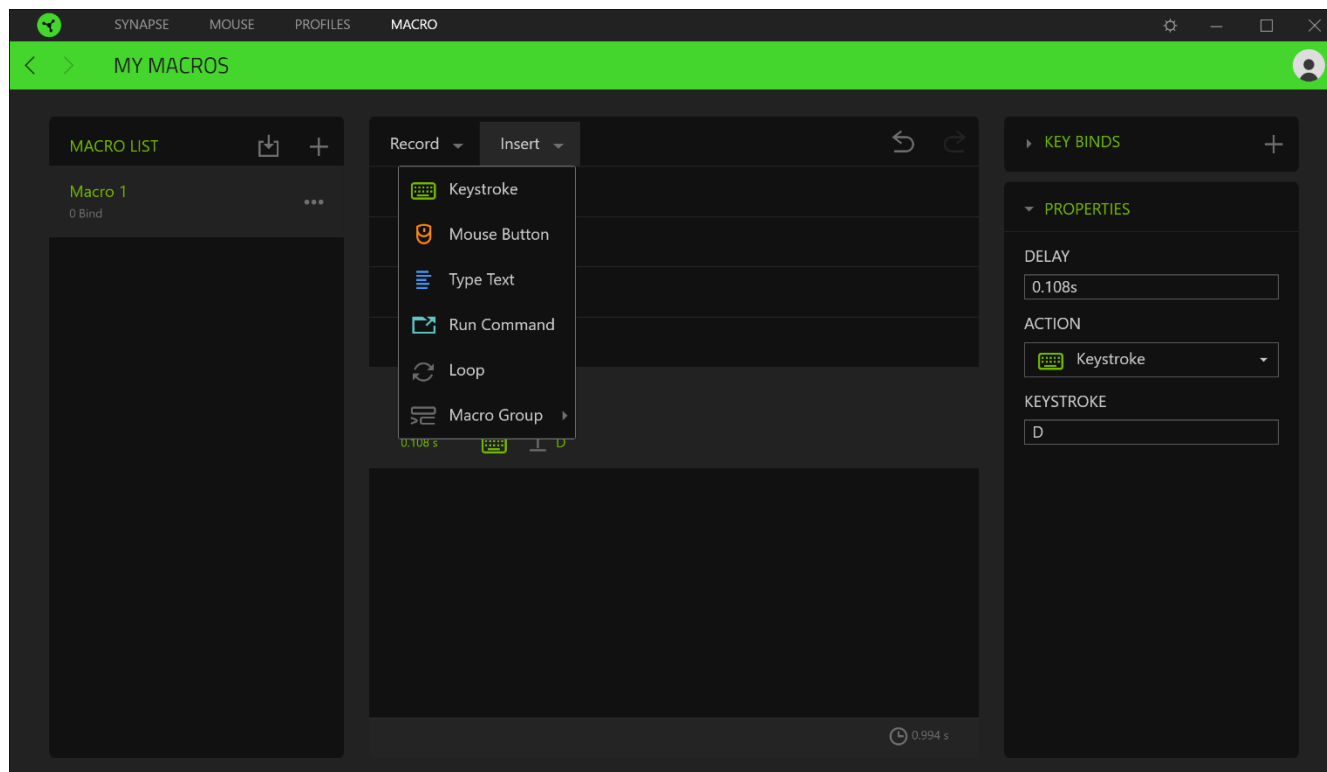 SYNAPSE MOUSE PROFILES MACRO
MY MACROS
MACRO LIST
Macro 1
0 Bind
Record Insert
Keystroke
Mouse Button
Type Text
Run Command
Loop
Macro Group
0.108 s D
0.994 s
KEY BINDS
PROPERTIES
DELAY
0.108s
ACTION
Keystroke
KEYSTROKE
D